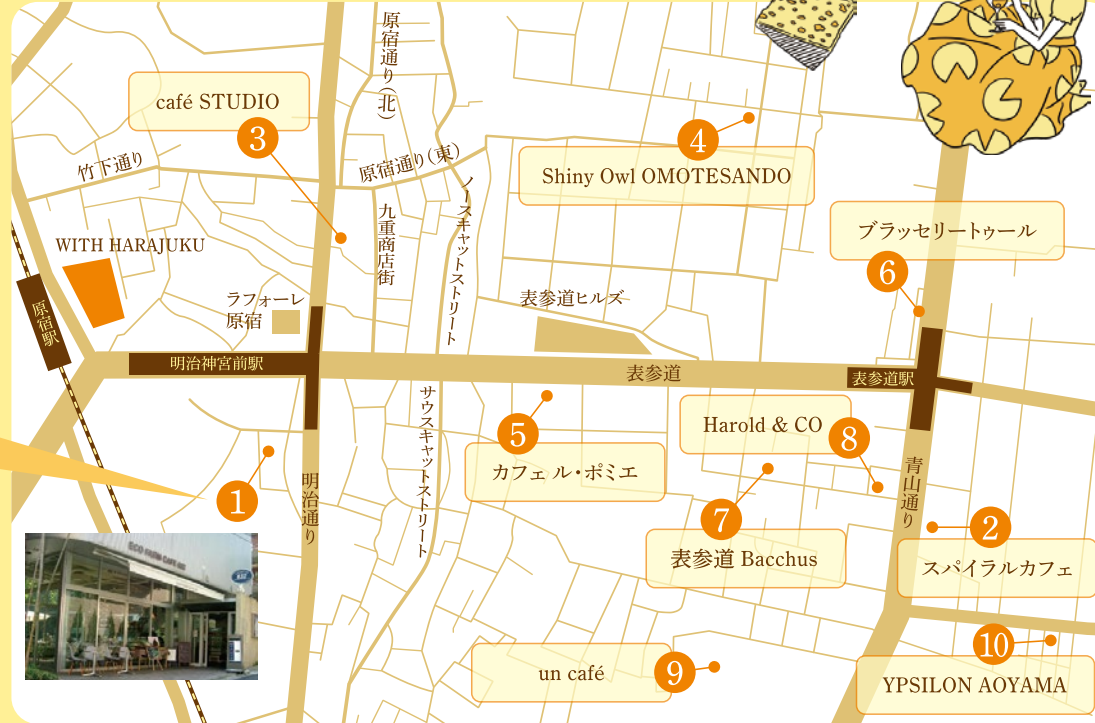 原宿通り(北)
café STUDIO
3
4
Shiny Owl OMOTESANDO
竹下通り
原宿通り(東)
ノースキャットストリート
九重商店街
ブラッセリートゥール
6
WITH HARAJUKU
原宿駅
ラフォーレ
原宿
表参道ヒルズ
明治神宮前駅
表参道
表参道駅
サウスキャットストリート
5
カフェ ル・ポミエ
Harold & CO
8
1
明治通り
7
表参道 Bacchus
青山通り
2
スパイラルカフェ
un café
9
10
YPSILON AOYAMA